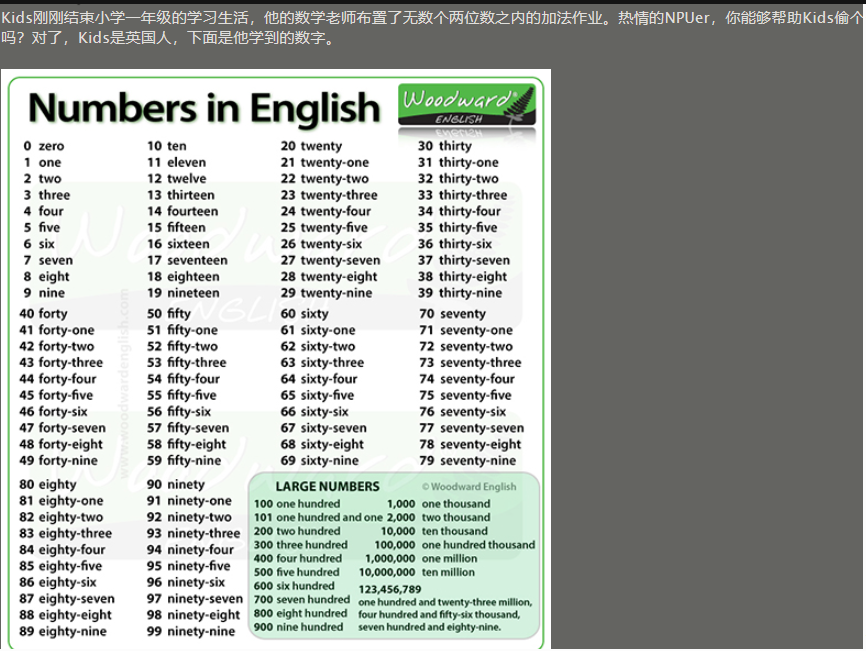 Kids刚刚结束小学一年级的学习生活，他的数学老师布置了无数个两位数之内的加法作业。热情的NPUer，你能够帮助Kids偷个
吗？对了，Kids是英国人，下面是他学到的数字。
Numbers in English
Woodward®
ENGLISH
0 zero 10 ten 20 twenty 30 thirty
1 one 11 eleven 21 twenty-one 31 thirty-one
2 two 12 twelve 22 twenty-two 32 thirty-two
3 three 13 thirteen 23 twenty-three 33 thirty-three
4 four 14 fourteen 24 twenty-four 34 thirty-four
5 five 15 fifteen 25 twenty-five 35 thirty-five
6 six 16 sixteen 26 twenty-six 36 thirty-six
7 seven 17 seventeen 27 twenty-seven 37 thirty-seven
8 eight 18 eighteen 28 twenty-eight 38 thirty-eight
9 nine 19 nineteen 29 twenty-nine 39 thirty-nine
40 forty 50 fifty 60 sixty 70 seventy
41 forty-one 51 fifty-one 61 sixty-one 71 seventy-one
42 forty-two 52 fifty-two 62 sixty-two 72 seventy-two
43 forty-three 53 fifty-three 63 sixty-three 73 seventy-three
44 forty-four 54 fifty-four 64 sixty-four 74 seventy-four
45 forty-five 55 fifty-five 65 sixty-five 75 seventy-five
46 forty-six 56 fifty-six 66 sixty-six 76 seventy-six
47 forty-seven 57 fifty-seven 67 sixty-seven 77 seventy-seven
48 forty-eight 58 fifty-eight 68 sixty-eight 78 seventy-eight
49 forty-nine 59 fifty-nine 69 sixty-nine 79 seventy-nine
80 eighty 90 ninety
81 eighty-one 91 ninety-one
82 eighty-two 92 ninety-two
83 eighty-three 93 ninety-three
84 eighty-four 94 ninety-four
85 eighty-five 95 ninety-five
86 eighty-six 96 ninety-six
87 eighty-seven 97 ninety-seven
88 eighty-eight 98 ninety-eight
89 eighty-nine 99 ninety-nine
LARGE NUMBERS © Woodward English
100 one hundred 1,000 one thousand
101 one hundred and one 2,000 two thousand
200 two hundred 10,000 ten thousand
300 three hundred 100,000 one hundred thousand
400 four hundred 1,000,000 one million
500 five hundred 10,000,000 ten million
600 six hundred 123,456,789
700 seven hundred one hundred and twenty-three million,
800 eight hundred four hundred and fifty-six thousand,
900 nine hundred seven hundred and eighty-nine.
www.woodwardenglish.com
Woodward
ENGLISH
Woodward